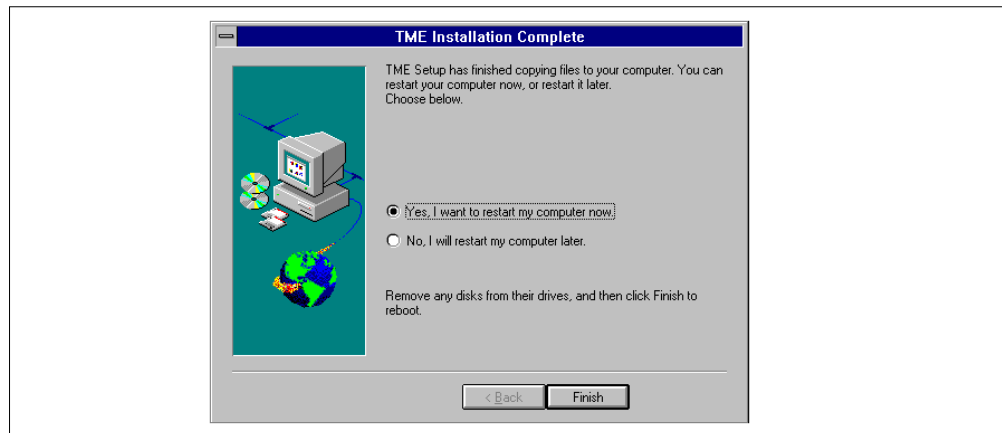 TME Installation Complete
TME Setup has finished copying files to your computer. You can
restart your computer now, or restart it later.
Choose below.
Yes, I want to restart my computer now.
No, I will restart my computer later.
Remove any disks from their drives, and then click Finish to
reboot.
< Back
Finish